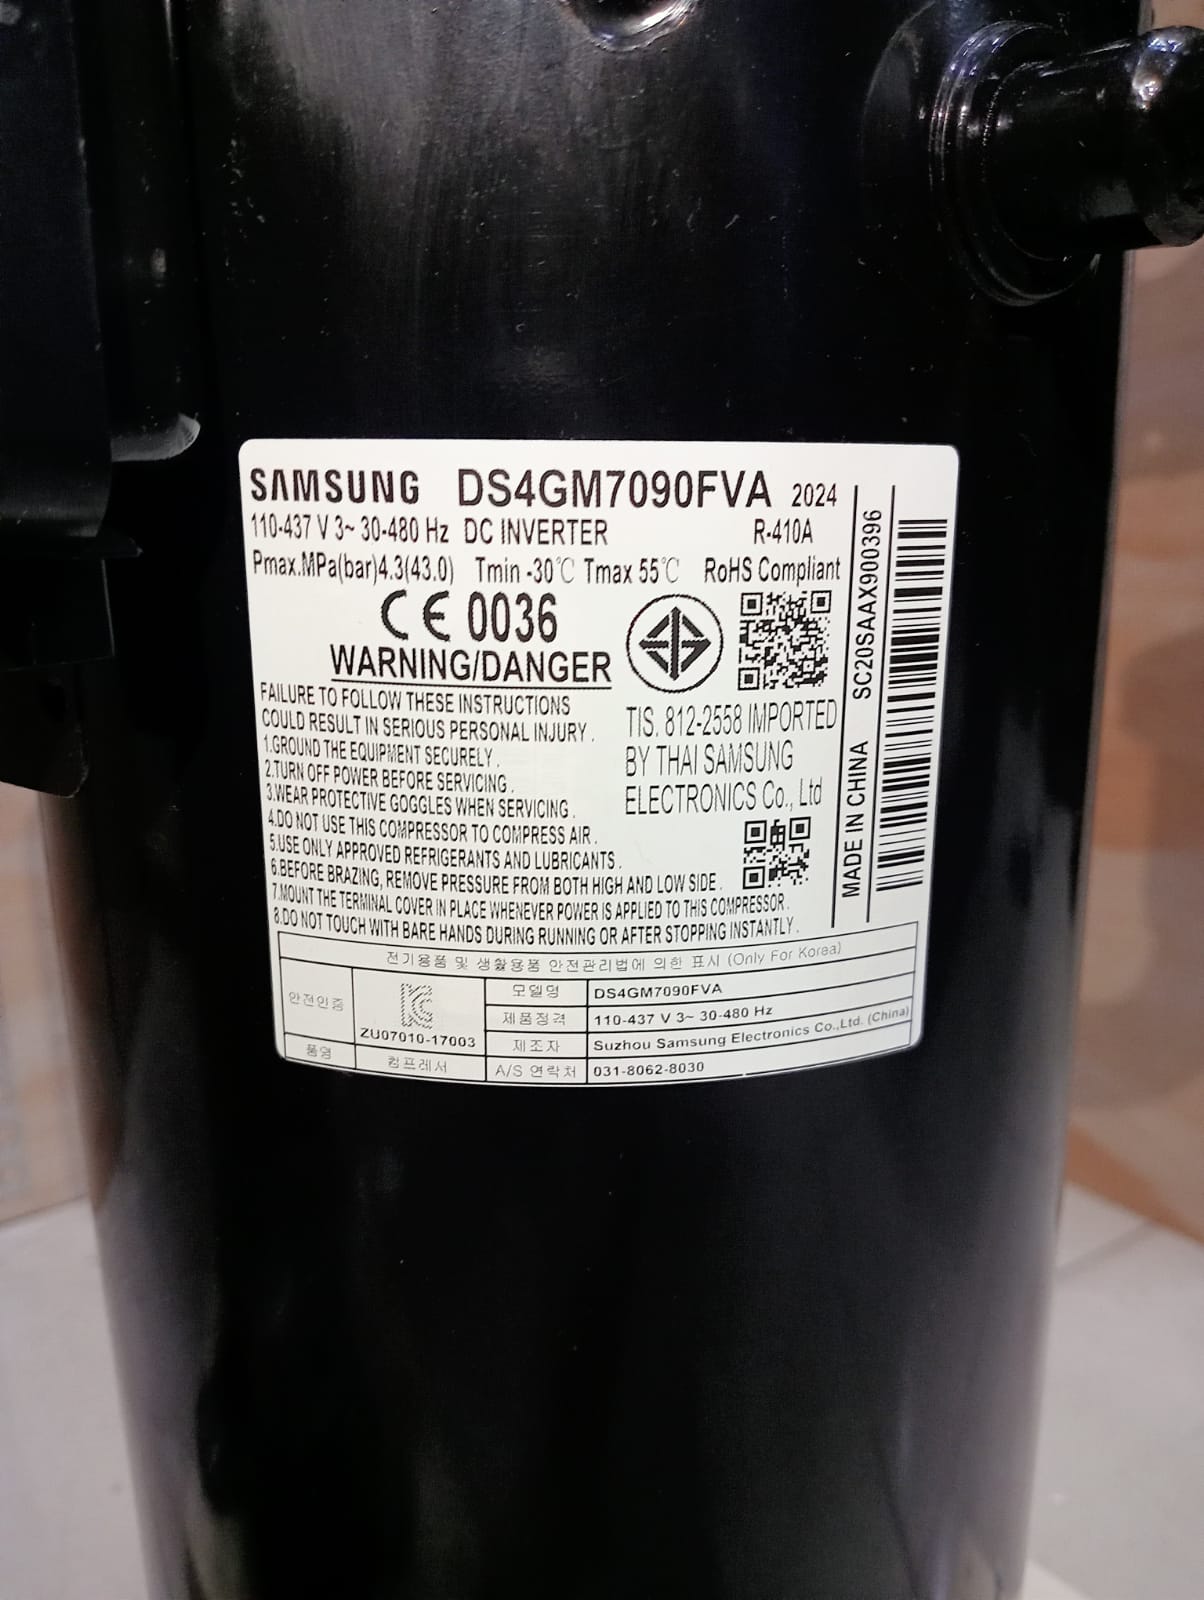 SAMSUNG DS4GM7090FVA 2024
110-437 V 3~ 30-480 Hz DC INVERTER R-410A
Pmax.MPa(bar)4.3(43.0) Tmin -30℃ Tmax 55℃ RoHS Compliant
CE 0036
WARNING/DANGER
FAILURE TO FOLLOW THESE INSTRUCTIONS
COULD RESULT IN SERIOUS PERSONAL INJURY.
1.GROUND THE EQUIPMENT SECURELY.
2.TURN OFF POWER BEFORE SERVICING.
3.WEAR PROTECTIVE GOGGLES WHEN SERVICING.
4.DO NOT USE THIS COMPRESSOR TO COMPRESS AIR.
5.USE ONLY APPROVED REFRIGERANTS AND LUBRICANTS.
6.BEFORE BRAZING, REMOVE PRESSURE FROM BOTH HIGH AND LOW SIDE.
7.MOUNT THE TERMINAL COVER IN PLACE WHENEVER POWER IS APPLIED TO THIS COMPRESSOR.
8.DO NOT TOUCH WITH BARE HANDS DURING RUNNING OR AFTER STOPPING INSTANTLY.
TIS. 812-2558 IMPORTED
BY THAI SAMSUNG
ELECTRONICS Co., Ltd
MADE IN CHINA SC20SAAX900396
전기용품 및 생활용품 안전관리법에 의한 표시 (Only For Korea)
안전인증
ZU07010-17003
모델명 DS4GM7090FVA
제품정격 110-437 V 3~ 30-480 Hz
제조자 Suzhou Samsung Electronics Co.,Ltd. (China)
품명 컴프레서 A/S 연락처 031-8062-8030